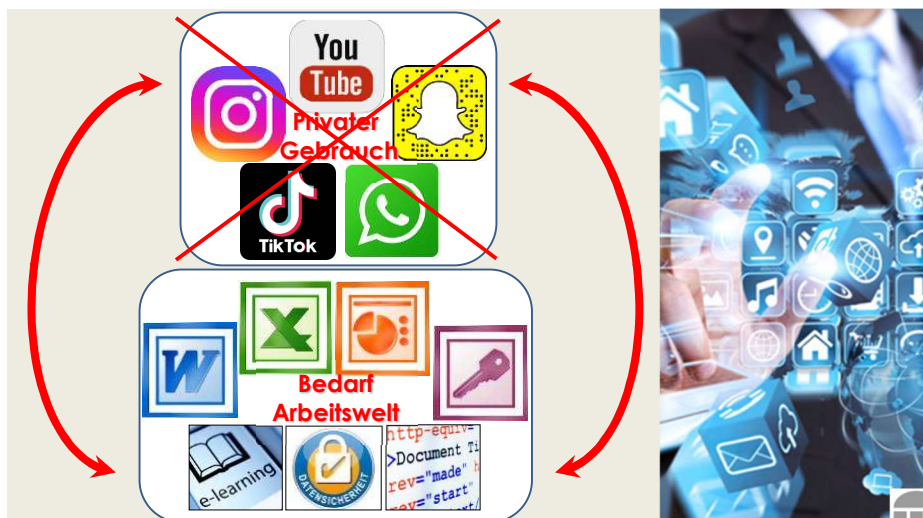 You
Tube
Privater
Gebrauch
TikTok
W
X
Bedarf
Arbeitswelt
e-learning
DATENSICHERHEIT
http-equiv=
>Document Ti
rev="made" h
rev="start"